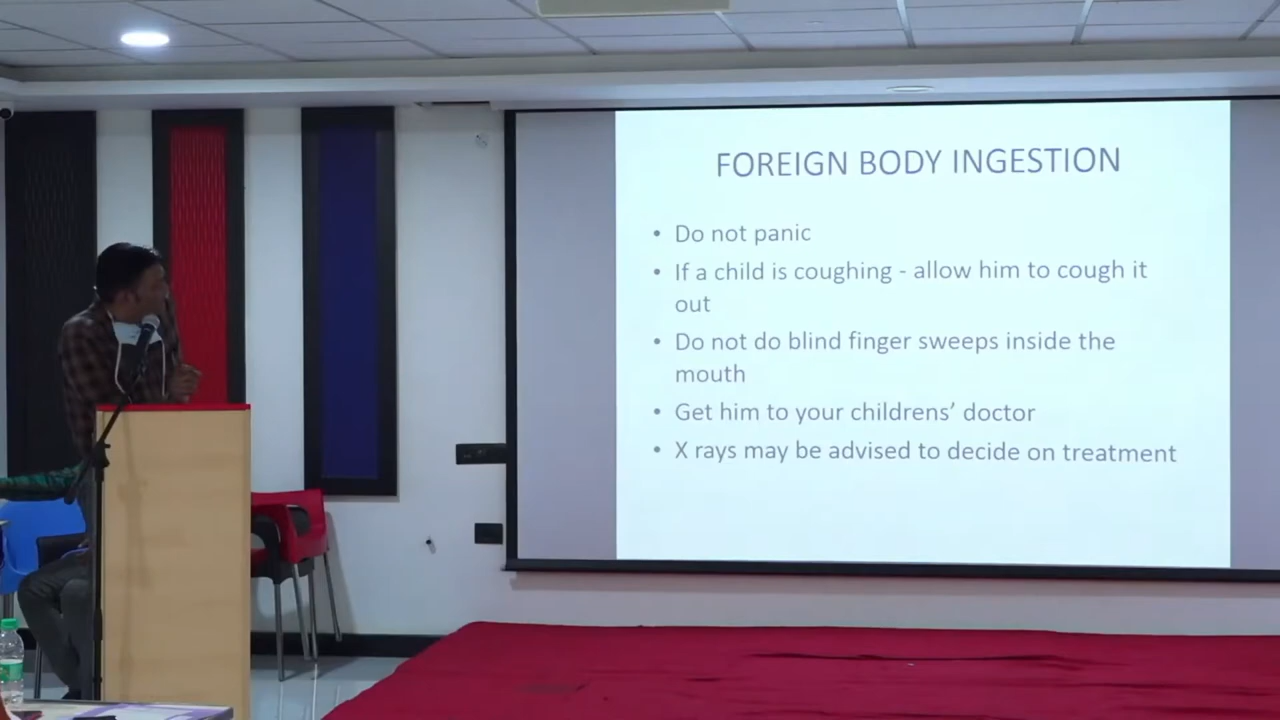 FOREIGN BODY INGESTION
• Do not panic
• If a child is coughing - allow him to cough it
out
• Do not do blind finger sweeps inside the
mouth
• Get him to your childrens’ doctor
• X rays may be advised to decide on treatment